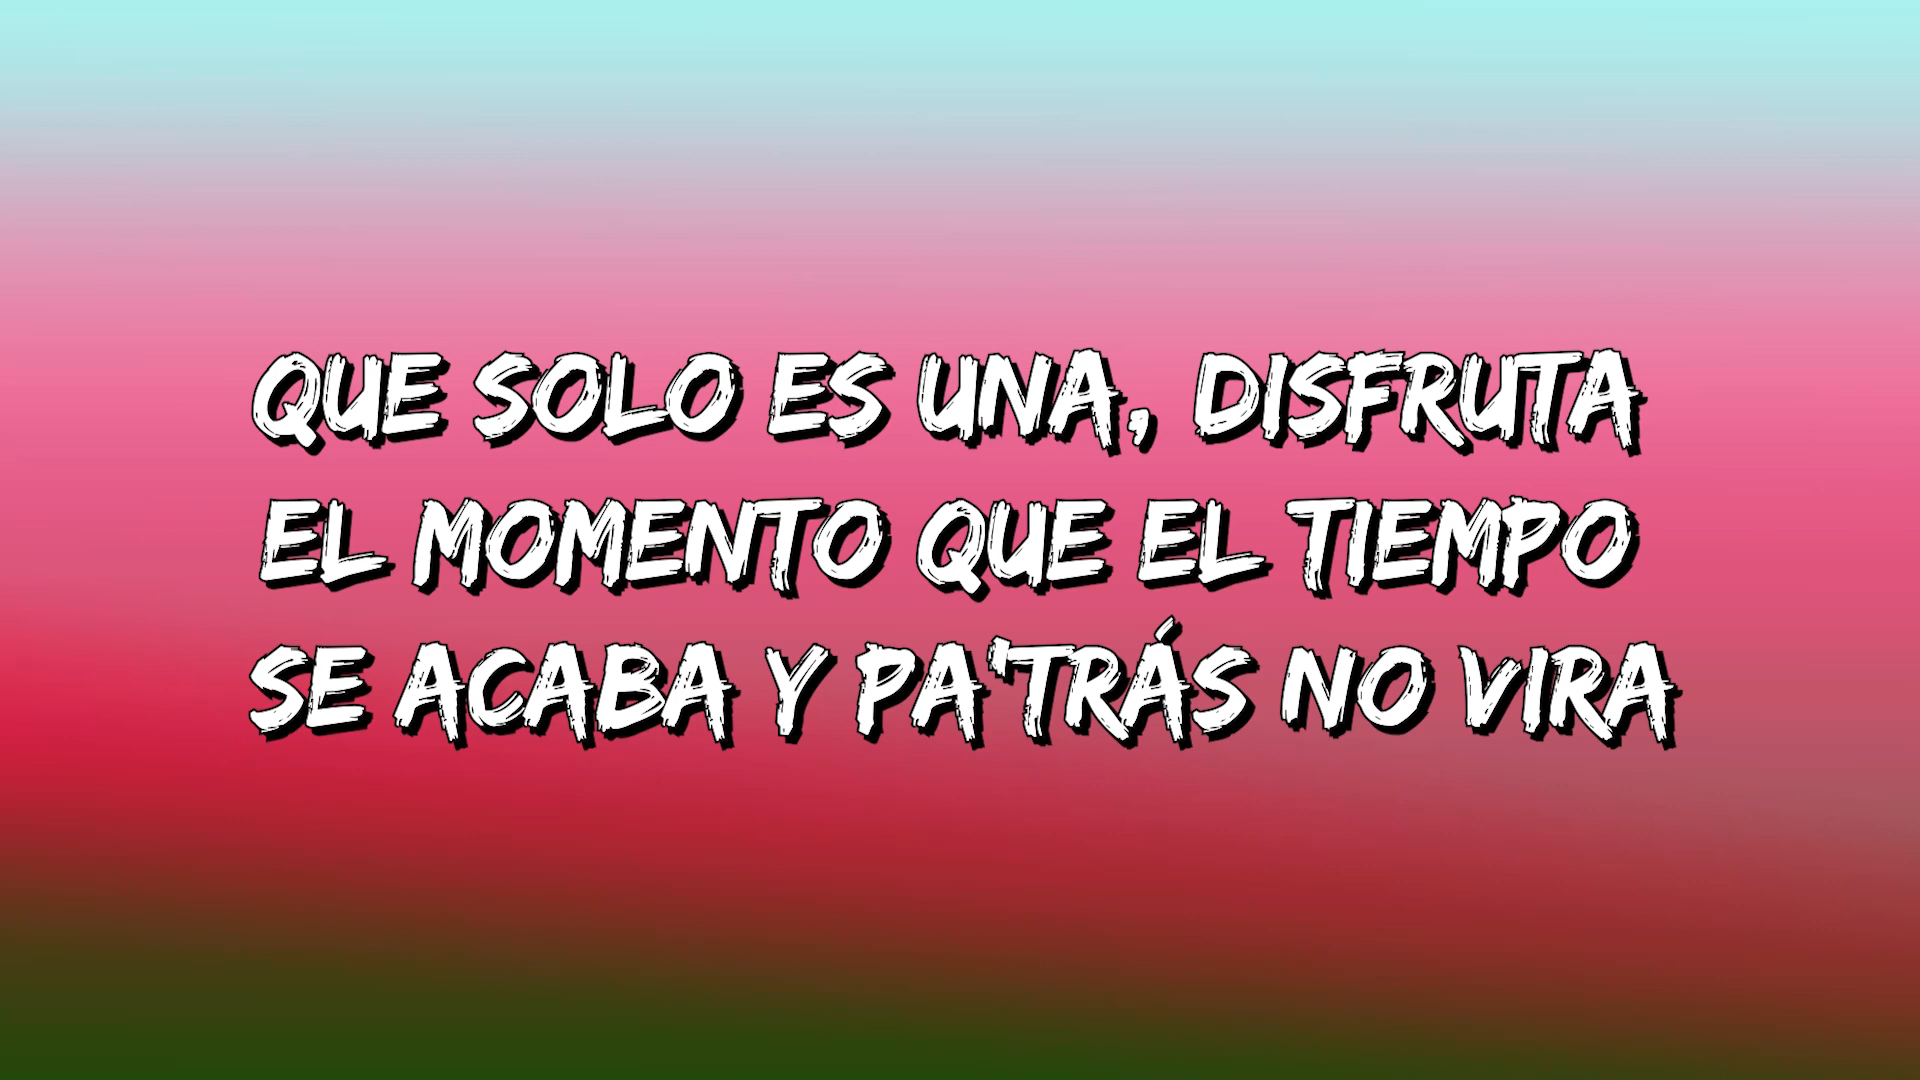 QUE SOLO ES UNA, DISFRUTA
EL MOMENTO QUE EL TIEMPO
SE ACABA Y PA'TRÁS NO VIRA